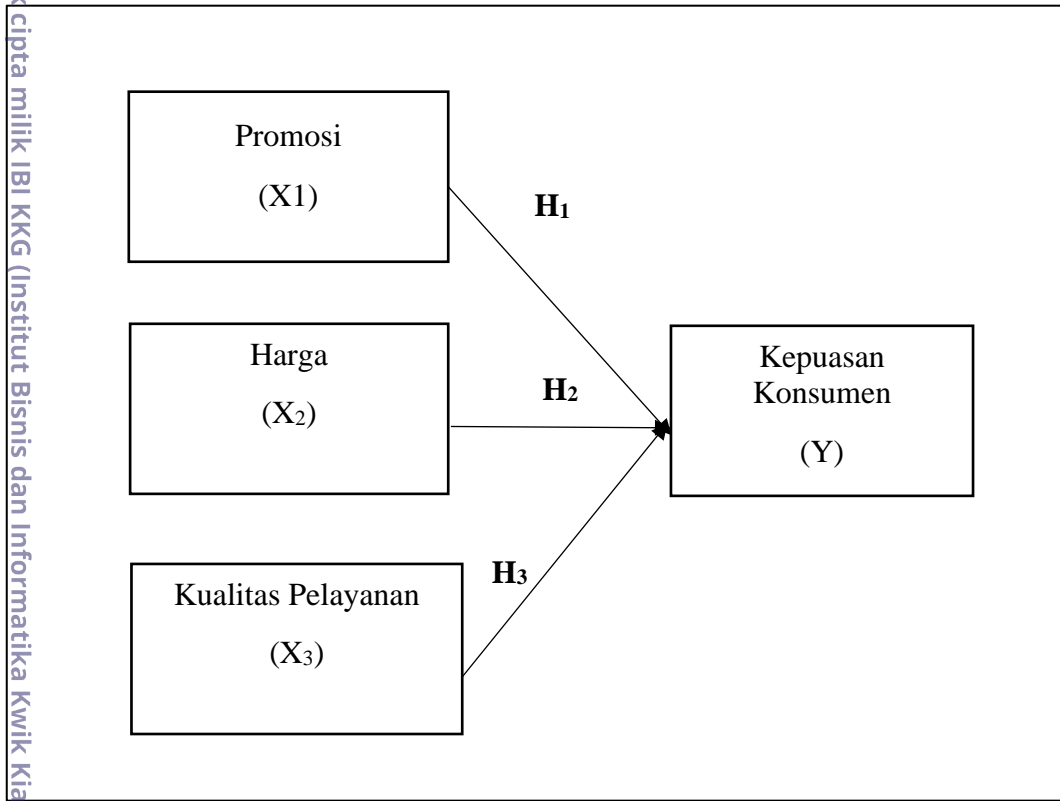 cipta milik IBI KKG (Institut Bisnis dan Informatika Kwik Kia
Promosi
(X1)
H₁
Harga
(X₂)
H₂
Kepuasan
Konsumen
(Y)
Kualitas Pelayanan
(X₃)
H₃